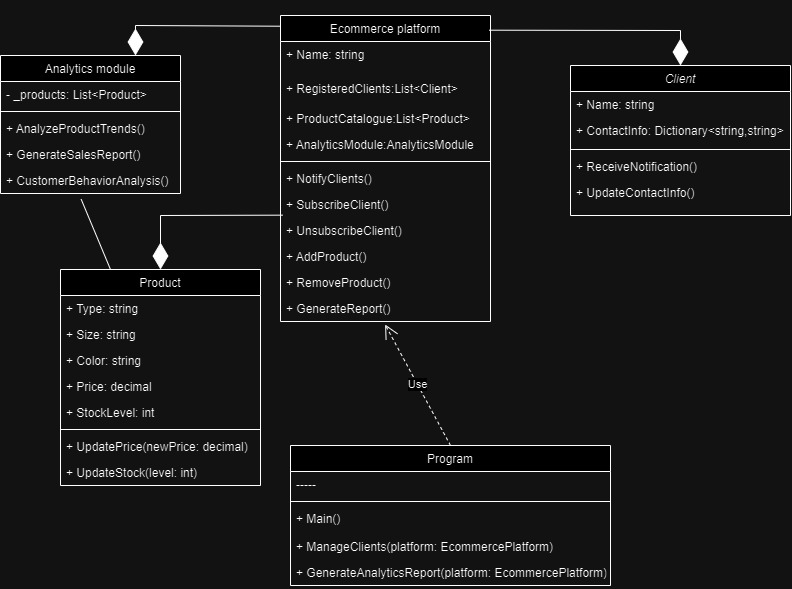 Ecommerce platform
+ Name: string
+ RegisteredClients:List<Client>
+ ProductCatalogue:List<Product>
+ AnalyticsModule:AnalyticsModule
+ NotifyClients()
+ SubscribeClient()
+ UnsubscribeClient()
+ AddProduct()
+ RemoveProduct()
+ GenerateReport()
Analytics module
- _products: List<Product>
+ AnalyzeProductTrends()
+ GenerateSalesReport()
+ CustomerBehaviorAnalysis()
Client
+ Name: string
+ ContactInfo: Dictionary<string,string>
+ ReceiveNotification()
+ UpdateContactInfo()
Product
+ Type: string
+ Size: string
+ Color: string
+ Price: decimal
+ StockLevel: int
+ UpdatePrice(newPrice: decimal)
+ UpdateStock(level: int)
Use
Program
-----
+ Main()
+ ManageClients(platform: EcommercePlatform)
+ GenerateAnalyticsReport(platform: EcommercePlatform)